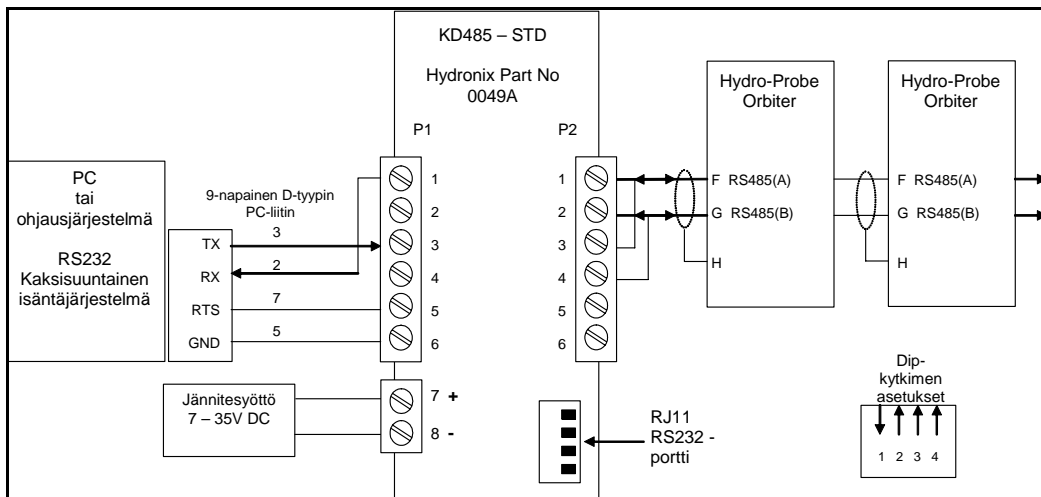 KD485 – STD
Hydronix Part No
0049A
P1
P2
PC
tai
ohjausjärjestelmä
RS232
Kaksisuuntainen
isäntäjärjestelmä
9-napainen D-tyypin
PC-liitin
TX
3
RX
2
RTS
7
GND
5
1
2
3
4
5
6
Jännitesyöttö
7 – 35V DC
7 +
8 -
1
2
3
4
5
6
RJ11
RS232 -
portti
Hydro-Probe
Orbiter
F RS485(A)
G RS485(B)
H
Hydro-Probe
Orbiter
F RS485(A)
G RS485(B)
H
Dip-
kytkimen
asetukset
1 2 3 4